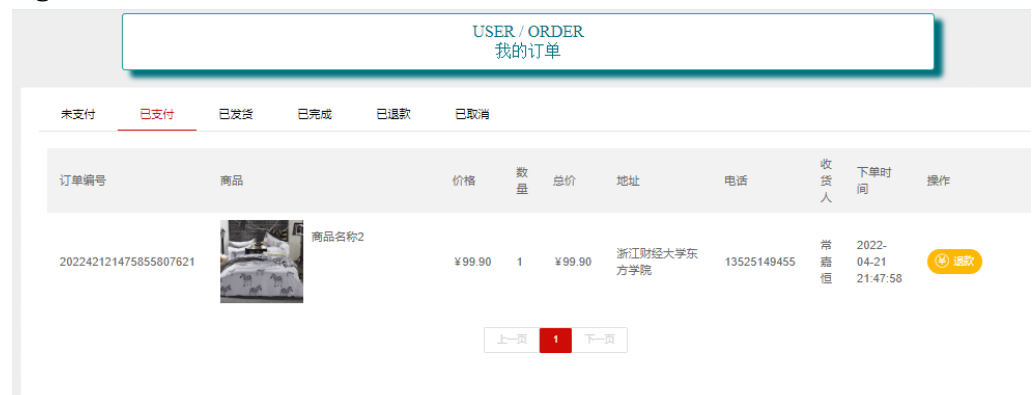 USER / ORDER
我的订单
未支付 已支付 已发货 已完成 已退款 已取消
订单编号 商品 价格 数量 总价 地址 电话 收货人 下单时间 操作
商品名称2
202242121475855807621 ¥99.90 1 ¥99.90 浙江财经大学东方学院 13525149455 常嘉恒 2022-04-21 21:47:58 退款
上一页 1 下一页